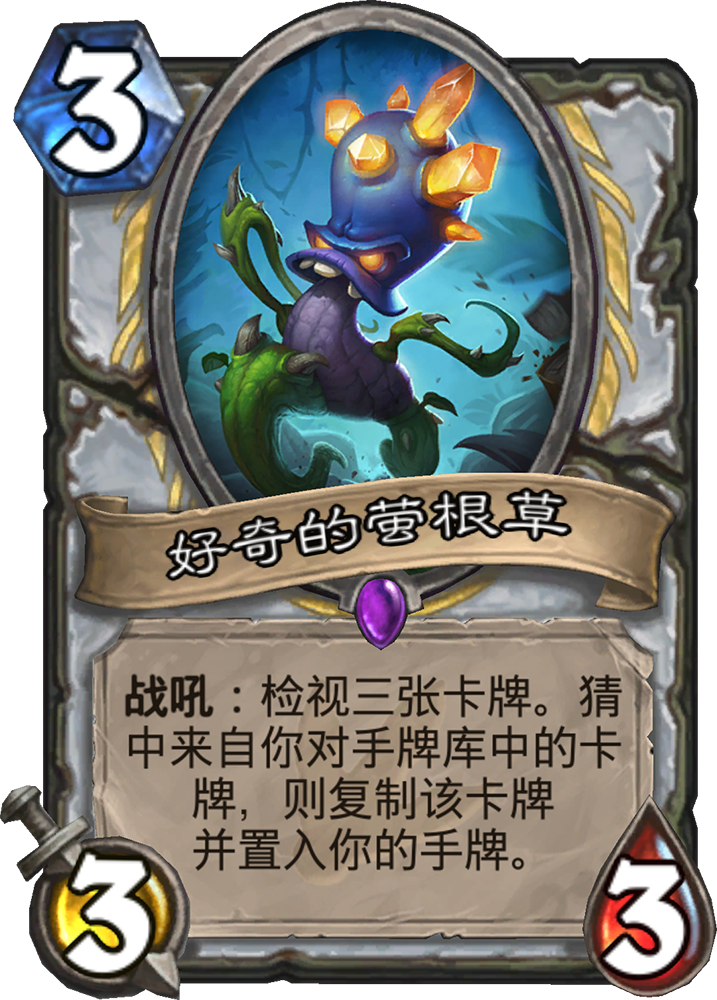 3
好奇的萤根草
战吼：检视三张卡牌。猜
中来自你对手牌库中的卡
牌，则复制该卡牌
并置入你的手牌。
3
3